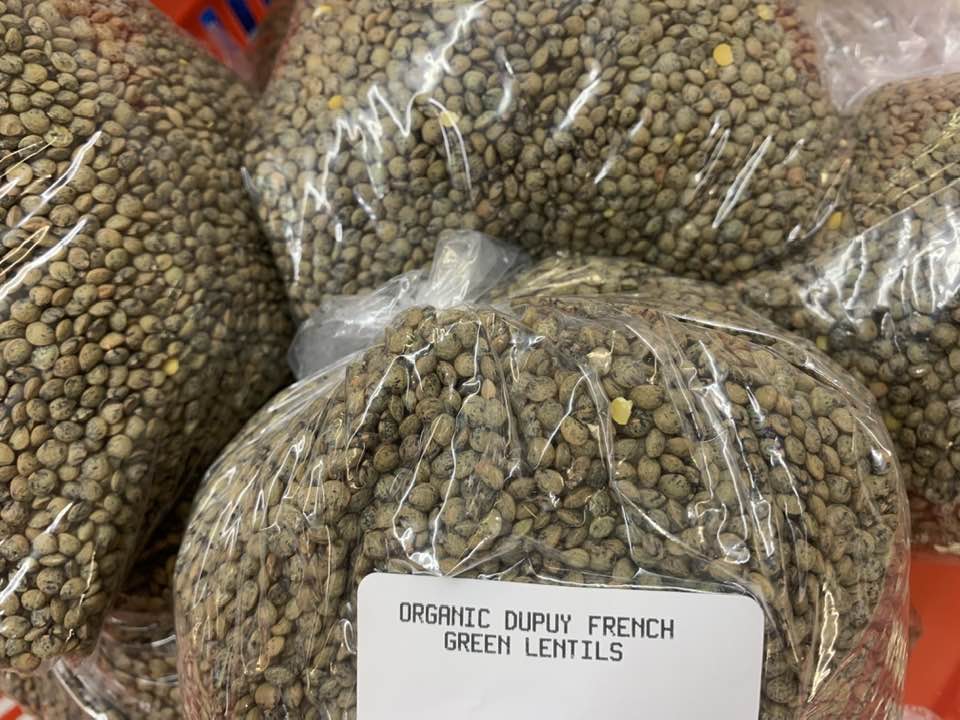 ORGANIC DUPUY FRENCH
GREEN LENTILS